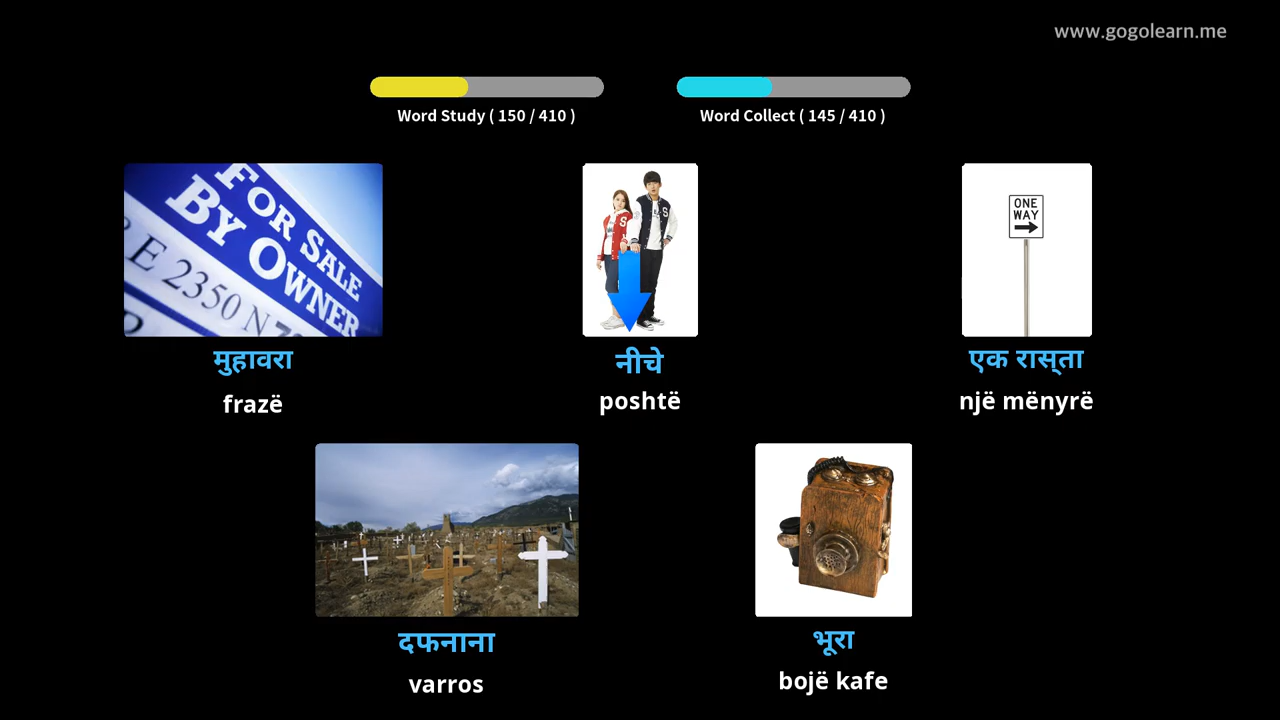 www.gogolearn.me
Word Study ( 150 / 410 )
Word Collect ( 145 / 410 )
FOR SALE
BY OWNER
E 2350 N
ONE
WAY
मुहावरा
नीचे
एक रास्ता
frazë
poshtë
një mënyrë
दफनाना
भूरा
varros
bojë kafe